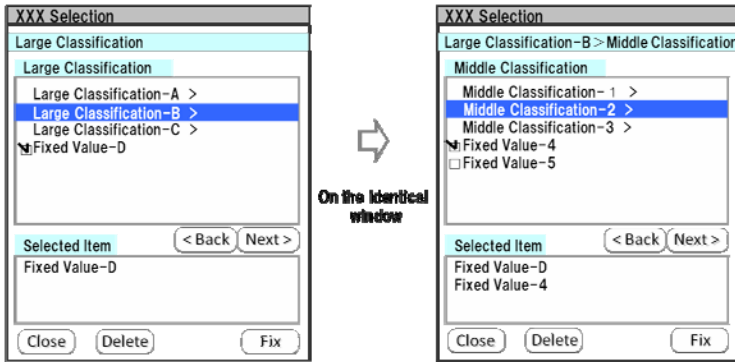 XXX Selection
Large Classification
Large Classification
Large Classification-A >
Large Classification-B >
Large Classification-C >
Fixed Value-D
< Back Next >
Selected Item
Fixed Value-D
Close Delete Fix
On the Identical
window
XXX Selection
Large Classification-B>Middle Classification
Middle Classification
Middle Classification- 1 >
Middle Classification-2 >
Middle Classification-3 >
Fixed Value-4
Fixed Value-5
< Back Next >
Selected Item
Fixed Value-D
Fixed Value-4
Close Delete Fix